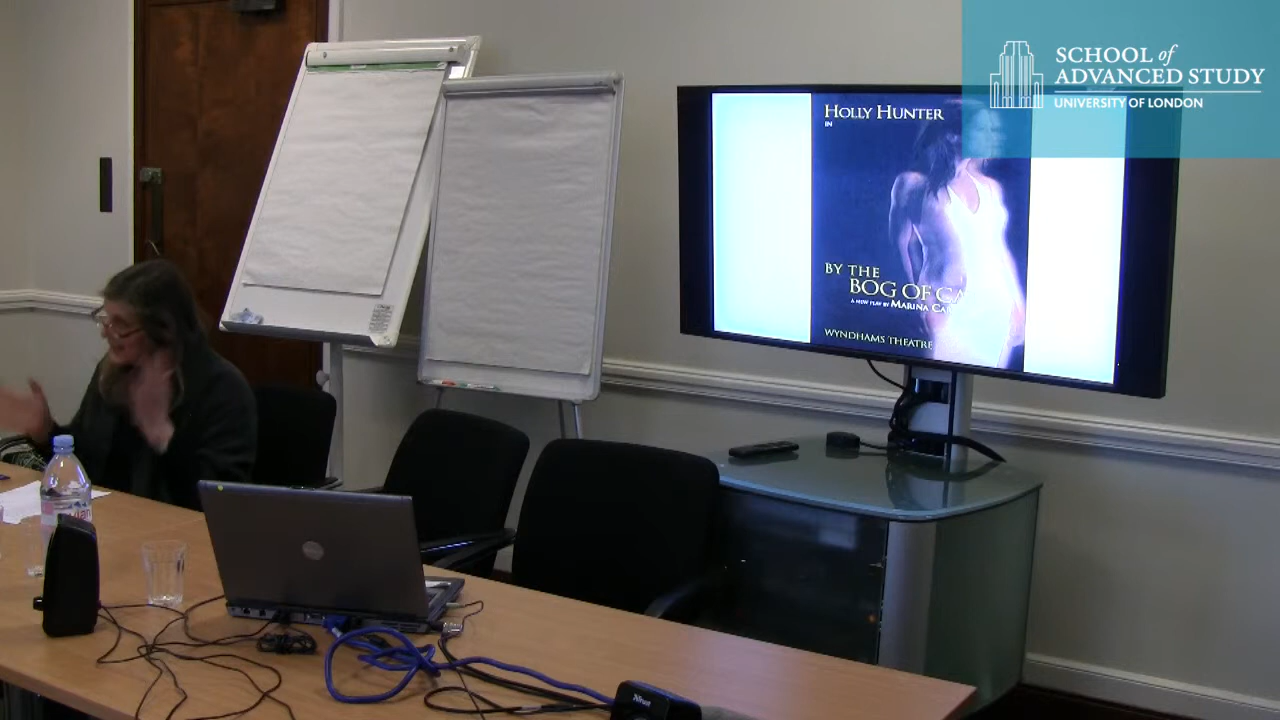 SCHOOL of
ADVANCED STUDY
UNIVERSITY OF LONDON
HOLLY HUNTER
IN
BY THE
BOG OF
A NEW PLAY BY MARINA
WYNDHAMS THEATRE
Trust